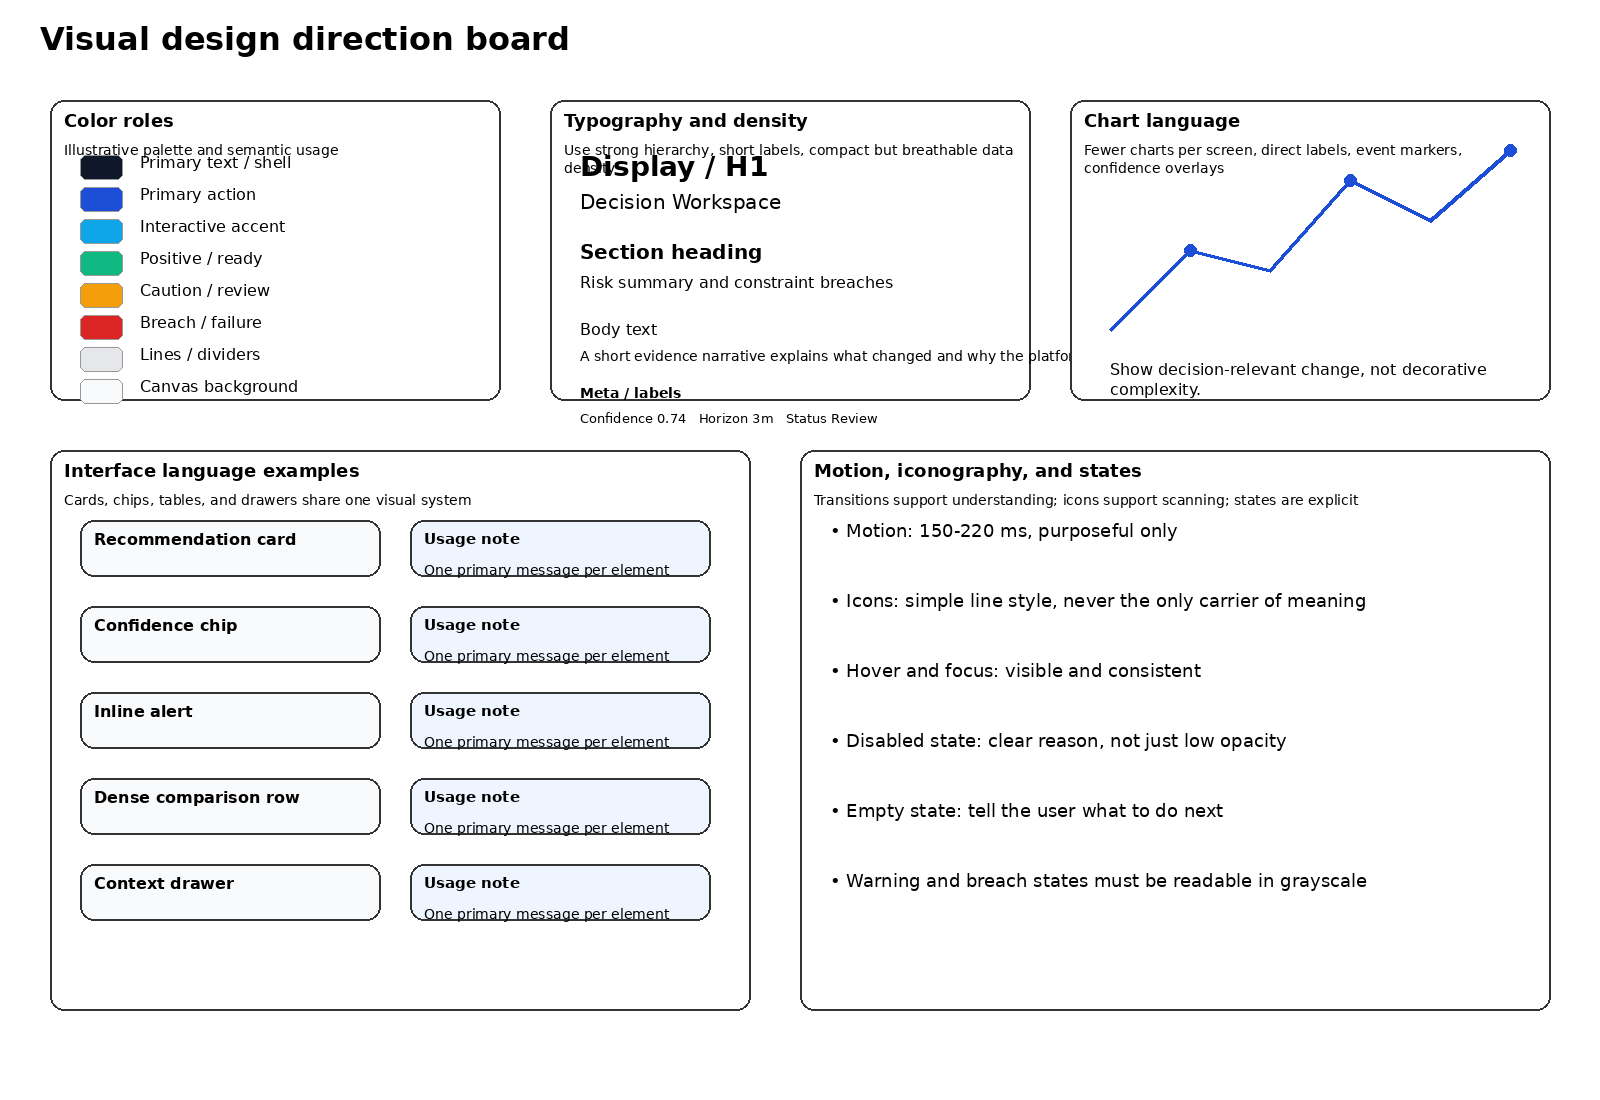 Visual design direction board
Color roles
Illustrative palette and semantic usage
Primary text / shell
Primary action
Interactive accent
Positive / ready
Caution / review
Breach / failure
Lines / dividers
Canvas background
Typography and density
Use strong hierarchy, short labels, compact but breathable data
density
Display / H1
Decision Workspace
Section heading
Risk summary and constraint breaches
Body text
A short evidence narrative explains what changed and why the
Meta / labels
Confidence 0.74 Horizon 3m Status Review
Chart language
Fewer charts per screen, direct labels, event markers,
confidence overlays
Show decision-relevant change, not decorative
complexity.
Interface language examples
Cards, chips, tables, and drawers share one visual system
Recommendation card
Usage note
One primary message per element
Confidence chip
Usage note
One primary message per element
Inline alert
Usage note
One primary message per element
Dense comparison row
Usage note
One primary message per element
Context drawer
Usage note
One primary message per element
Motion, iconography, and states
Transitions support understanding; icons support scanning; states are explicit
• Motion: 150-220 ms, purposeful only
• Icons: simple line style, never the only carrier of meaning
• Hover and focus: visible and consistent
• Disabled state: clear reason, not just low opacity
• Empty state: tell the user what to do next
• Warning and breach states must be readable in grayscale